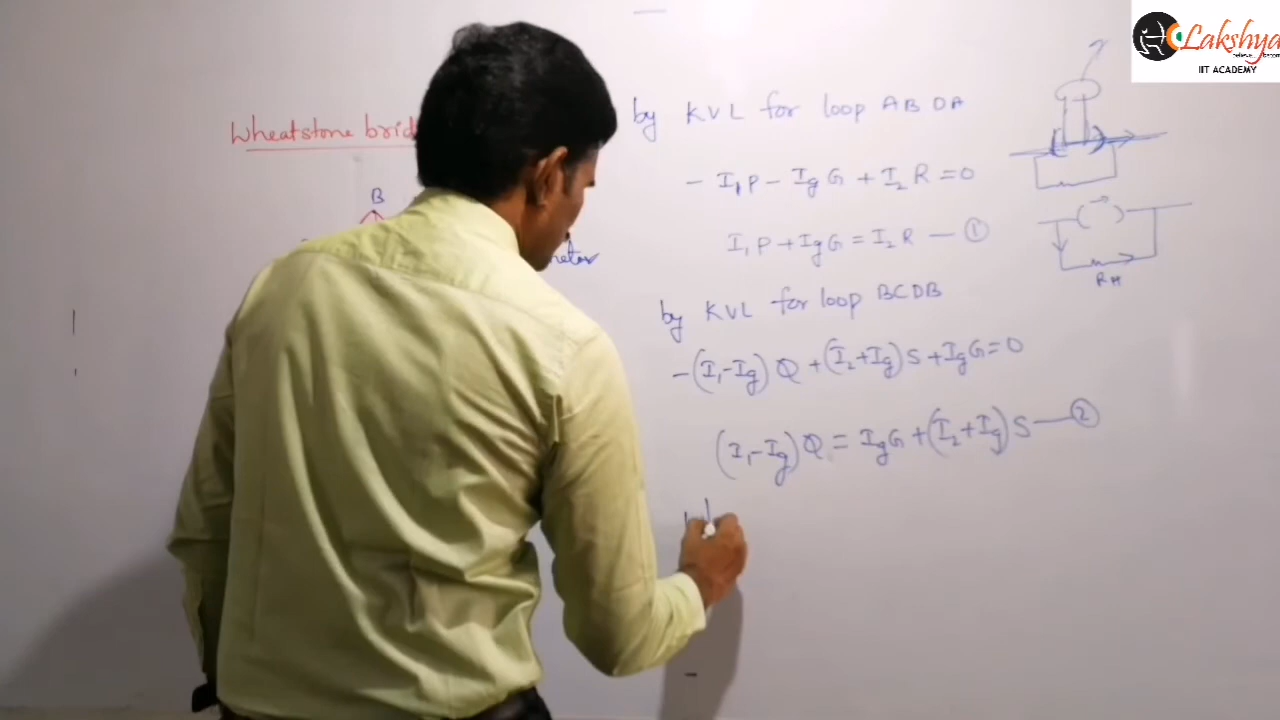 Lakshya
IIT ACADEMY
Wheatstone brid
B
by KVL for loop ABDA
- I₁P - IgG + I₂R = 0
I₁P + IgG = I₂R — ①
by KVL for loop BCDB
-(I₁-Ig)Q + (I₂+Ig)S + IgG = 0
(I₁-Ig)Q = IgG + (I₂+Ig)S — ②
RH